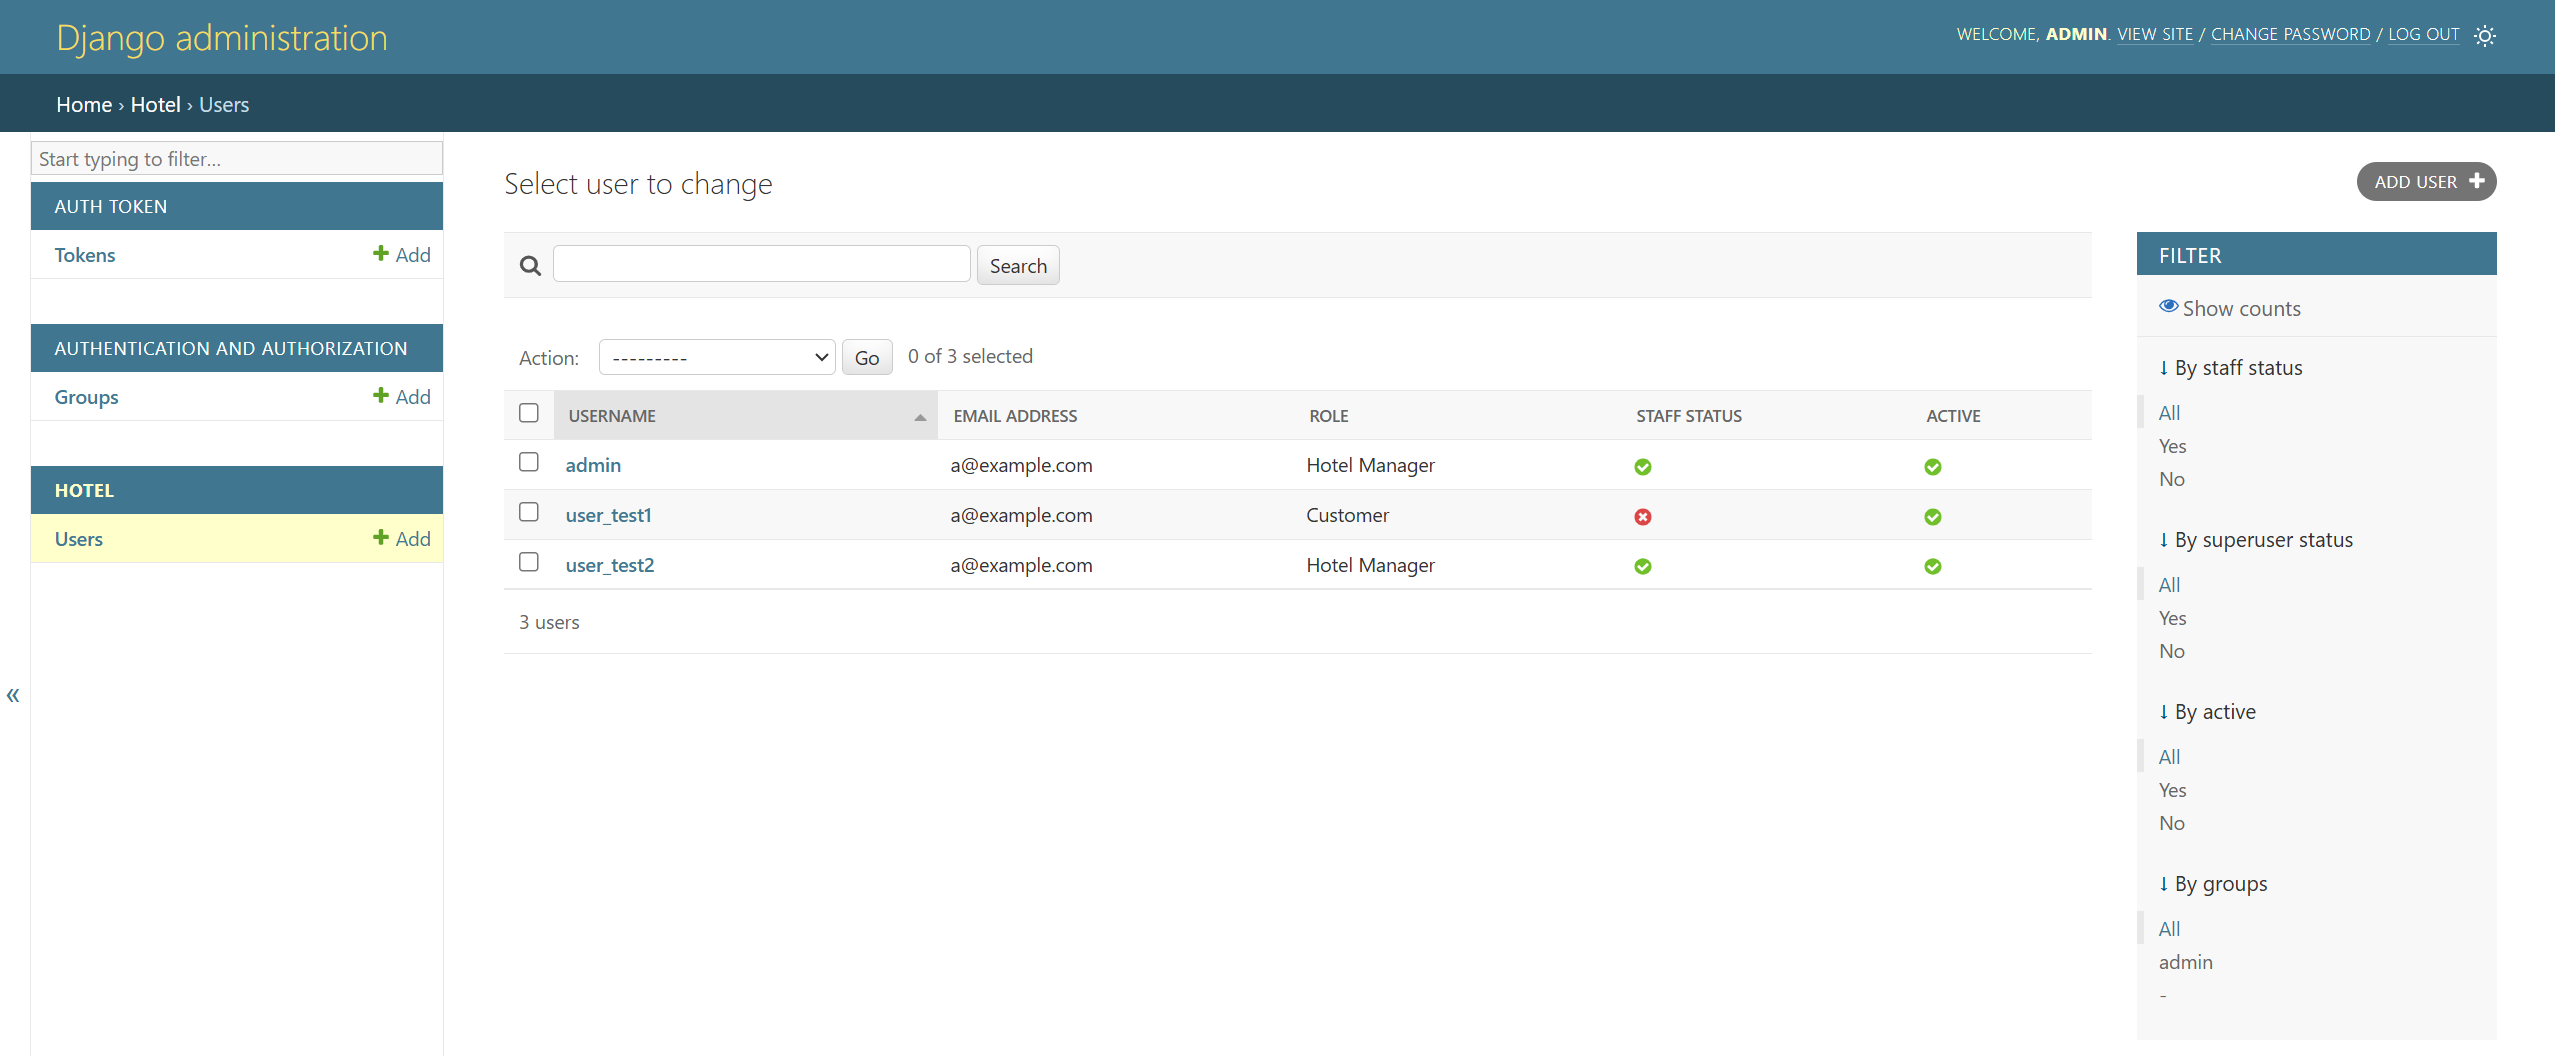 Django administration
WELCOME, ADMIN. VIEW SITE / CHANGE PASSWORD / LOG OUT
Home › Hotel › Users
Start typing to filter...
AUTH TOKEN
Tokens + Add
AUTHENTICATION AND AUTHORIZATION
Groups + Add
HOTEL
Users + Add
«
Select user to change
ADD USER +
Search
Action: --------- Go 0 of 3 selected
USERNAME EMAIL ADDRESS ROLE STAFF STATUS ACTIVE
admin a@example.com Hotel Manager
user_test1 a@example.com Customer
user_test2 a@example.com Hotel Manager
3 users
FILTER
Show counts
↓ By staff status
All
Yes
No
↓ By superuser status
All
Yes
No
↓ By active
All
Yes
No
↓ By groups
All
admin
-